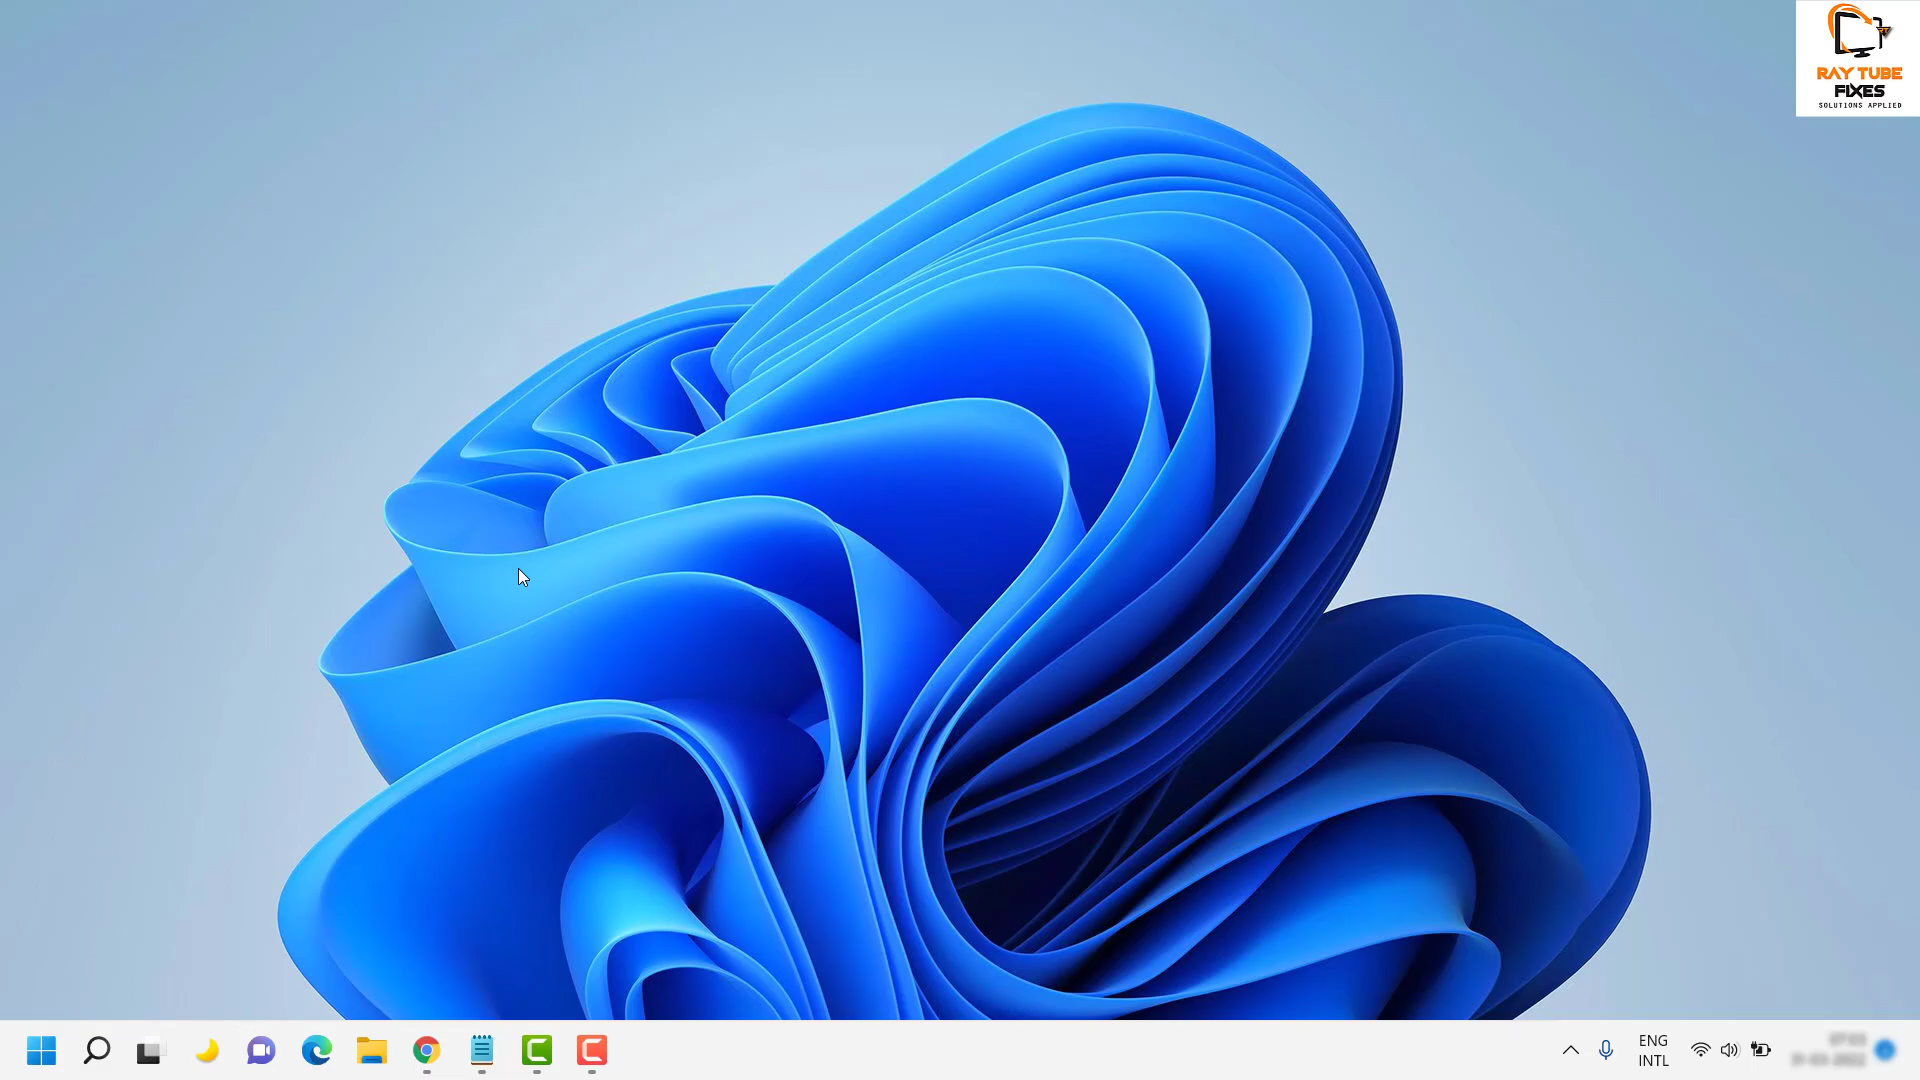 RAY TUBE
FIXES
SOLUTIONS APPLIED
ENG
INTL